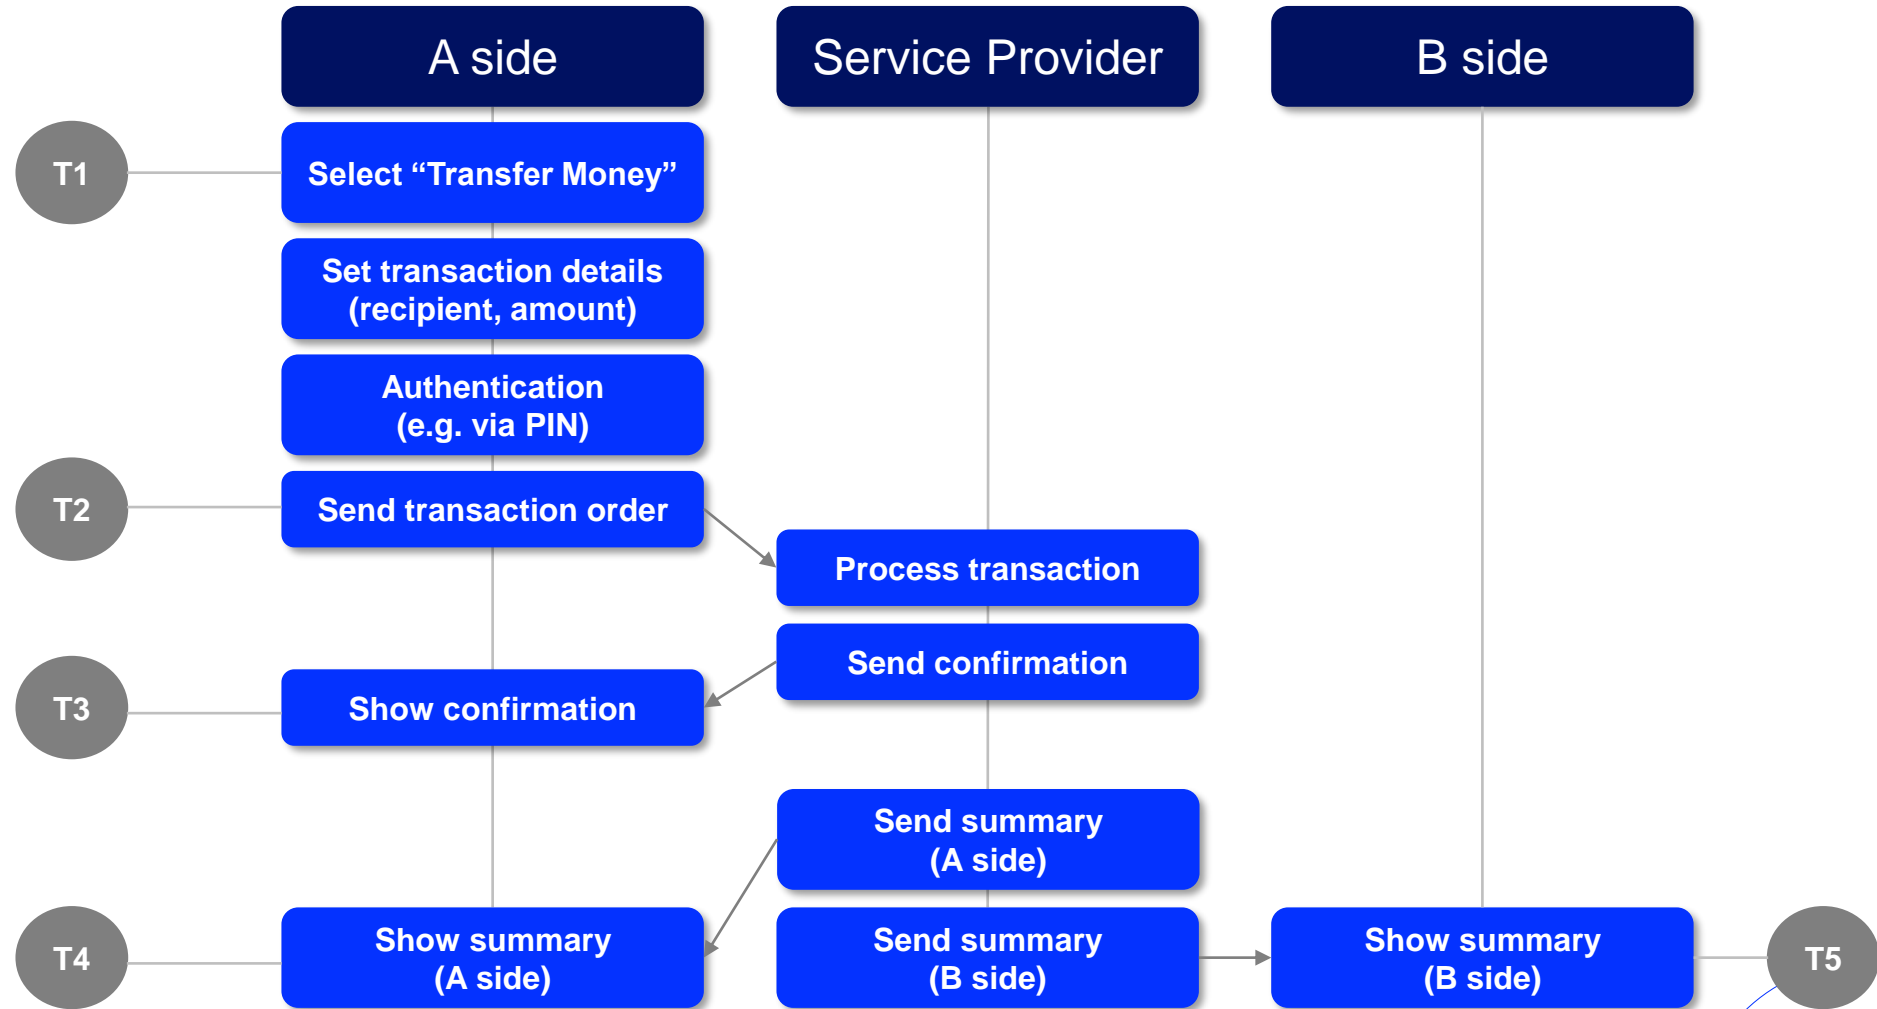 A side
Service Provider
B side
T1
Select “Transfer Money”
Set transaction details
(recipient, amount)
Authentication
(e.g. via PIN)
T2
Send transaction order
Process transaction
Send confirmation
T3
Show confirmation
Send summary
(A side)
T4
Show summary
(A side)
Send summary
(B side)
Show summary
(B side)
T5